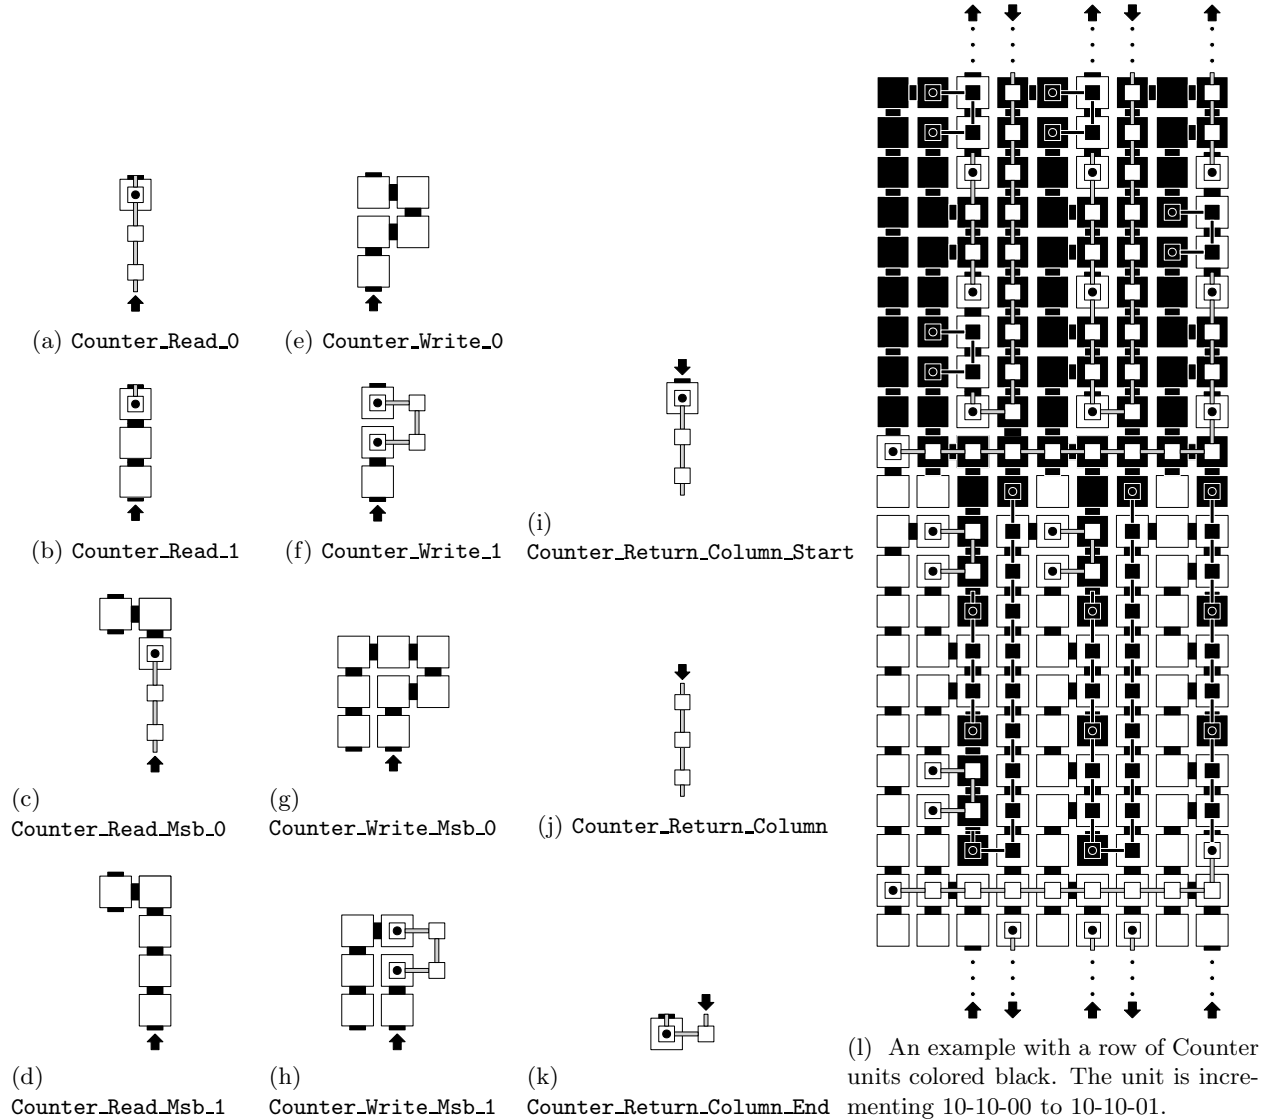 (a) Counter_Read_0
(e) Counter_Write_0
(b) Counter_Read_1
(f) Counter_Write_1
(i)
Counter_Return_Column_Start
(c)
Counter_Read_Msb_0
(g)
Counter_Write_Msb_0
(j) Counter_Return_Column
(d)
Counter_Read_Msb_1
(h)
Counter_Write_Msb_1
(k)
Counter_Return_Column_End
(l) An example with a row of Counter
units colored black. The unit is incre-
menting 10-10-00 to 10-10-01.